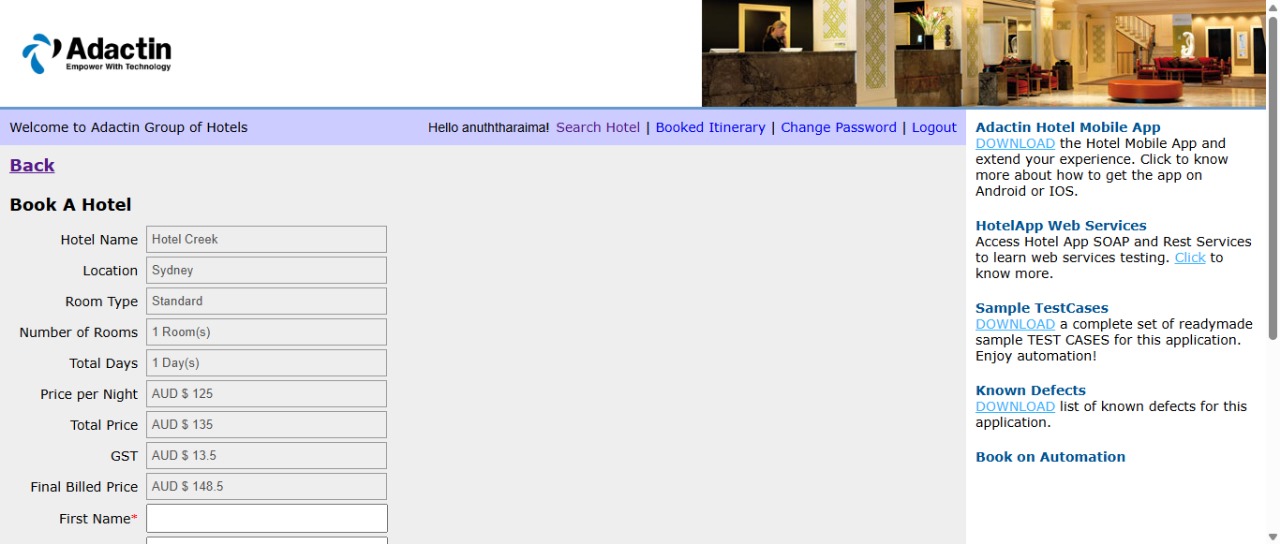 Adactin
Empower With Technology
Welcome to Adactin Group of Hotels
Hello anuththaraima! Search Hotel | Booked Itinerary | Change Password | Logout
Back
Book A Hotel
Hotel Name Hotel Creek
Location Sydney
Room Type Standard
Number of Rooms 1 Room(s)
Total Days 1 Day(s)
Price per Night AUD $ 125
Total Price AUD $ 135
GST AUD $ 13.5
Final Billed Price AUD $ 148.5
First Name*
Adactin Hotel Mobile App
DOWNLOAD the Hotel Mobile App and
extend your experience. Click to know
more about how to get the app on
Android or IOS.
HotelApp Web Services
Access Hotel App SOAP and Rest Services
to learn web services testing. Click to
know more.
Sample TestCases
DOWNLOAD a complete set of readymade
sample TEST CASES for this application.
Enjoy automation!
Known Defects
DOWNLOAD list of known defects for this
application.
Book on Automation